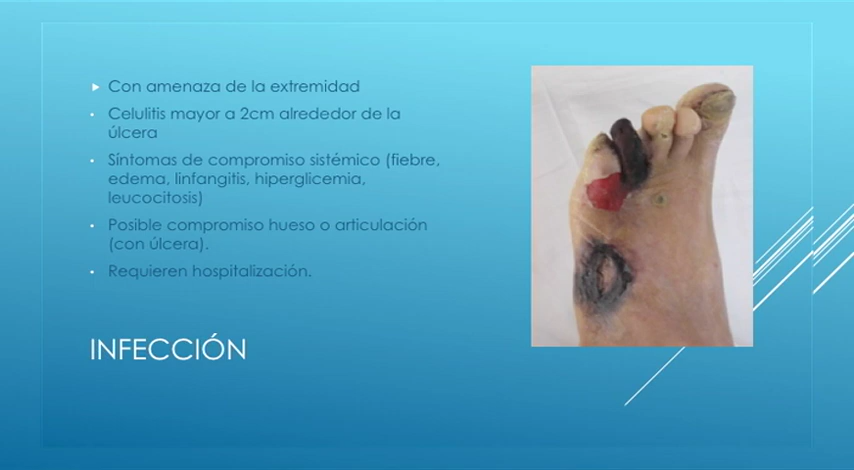 Con amenaza de la extremidad
Celulitis mayor a 2cm alrededor de la
úlcera
Síntomas de compromiso sistémico (fiebre,
edema, linfangitis, hiperglicemia,
leucocitosis)
Posible compromiso hueso o articulación
(con úlcera).
Requieren hospitalización.
INFECCIÓN